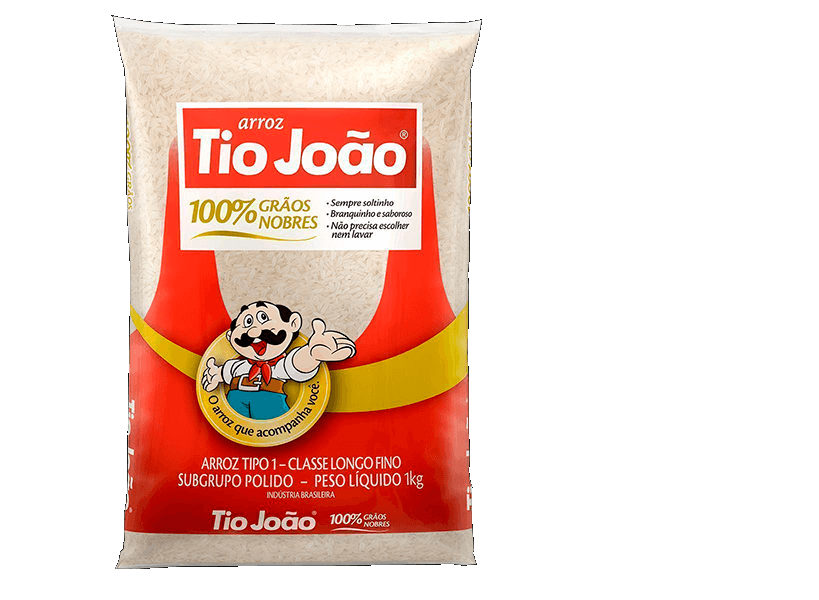 arroz
Tio João®
100% GRÃOS
NOBRES
• Sempre soltinho
• Branquinho e saboroso
• Não precisa escolher
nem lavar
O arroz que acompanha você.
ARROZ TIPO 1 – CLASSE LONGO FINO
SUBGRUPO POLIDO – PESO LÍQUIDO 1kg
INDÚSTRIA BRASILEIRA
Tio João® 100% GRÃOS
NOBRES